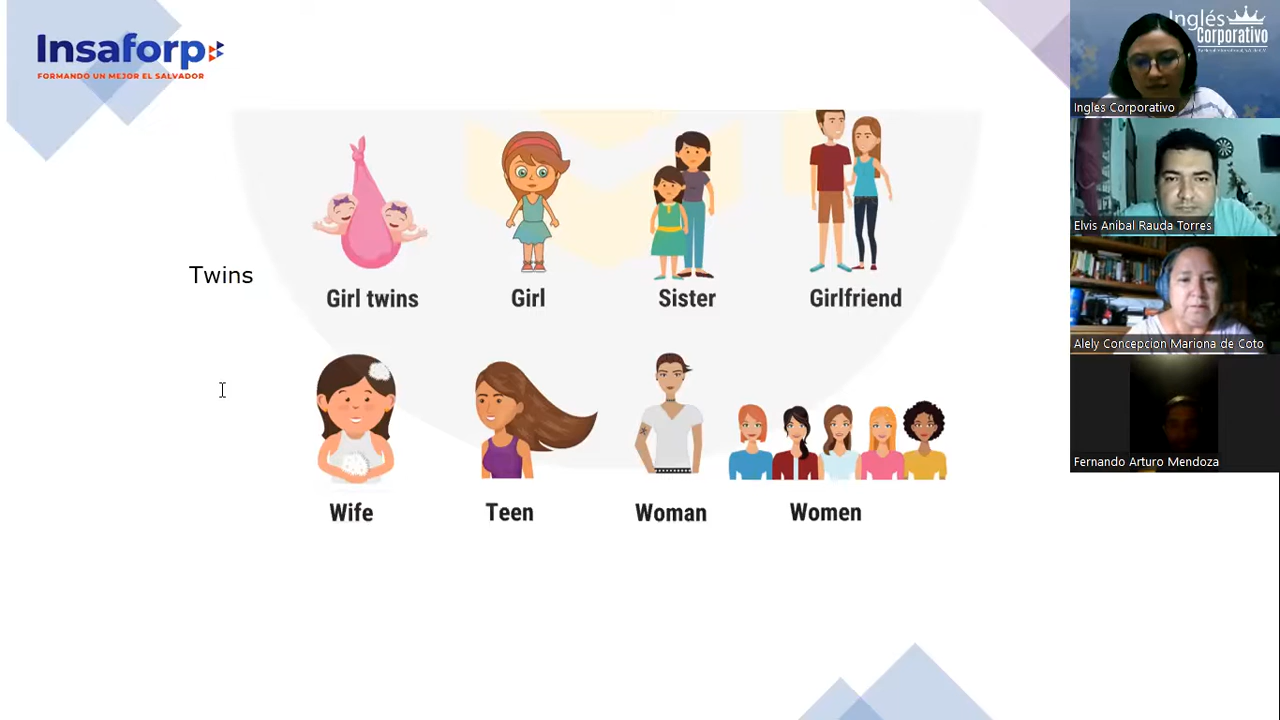 Insaforp
FORMANDO UN MEJOR EL SALVADOR
Twins
Girl twins
Girl
Sister
Girlfriend
Wife
Teen
Woman
Women
Inglés
Corporativo
Ingles Corporativo
Elvis Anibal Rauda Torres
Alely Concepcion Mariona de Coto
Fernando Arturo Mendoza